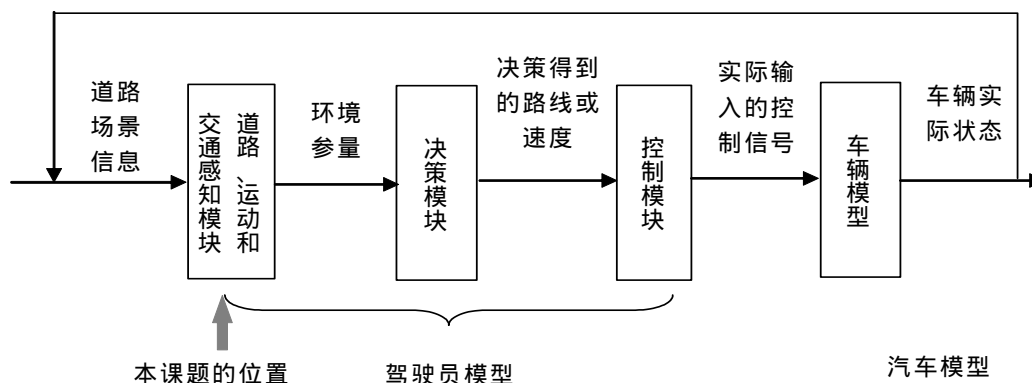 道路
场景
信息
道路、运动和
交通感知模块
环境
参量
决策模块
决策得到
的路线或
速度
控制模块
实际输
入的控
制信号
车辆模型
车辆实
际状态
本课题的位置
驾驶员模型
汽车模型